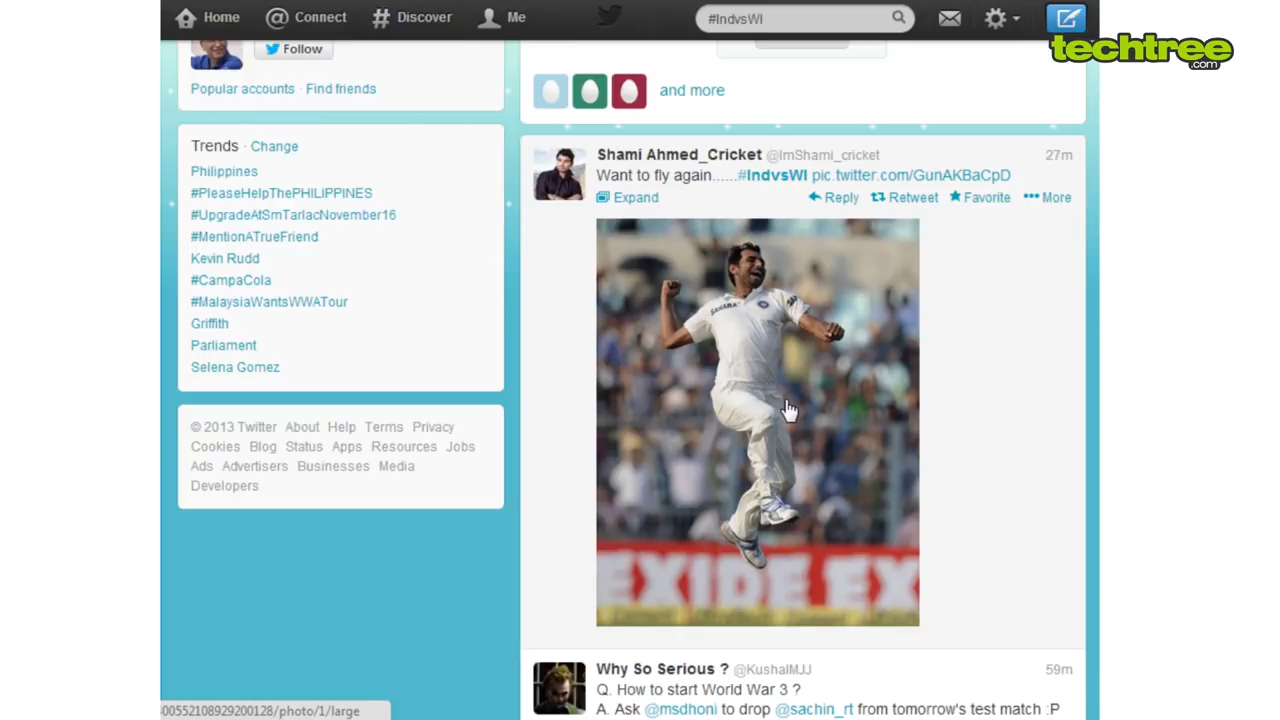 Home
Connect
Discover
Me
#IndvsWI
techtree
.com
Follow
Popular accounts · Find friends
and more
Trends · Change
Philippines
#PleaseHelpThePHILIPPINES
#UpgradeAtSmTarlacNovember16
#MentionATrueFriend
Kevin Rudd
#CampaCola
#MalaysiaWantsWWATour
Griffith
Parliament
Selena Gomez
© 2013 Twitter About Help Terms Privacy
Cookies Blog Status Apps Resources Jobs
Ads Advertisers Businesses Media
Developers
Shami Ahmed_Cricket @ImShami_cricket 27m
Want to fly again......#IndvsWI pic.twitter.com/GunAKBaCpD
Expand Reply Retweet Favorite More
SAHARA
EXIDE EX
Why So Serious ? @KushalMJJ 59m
Q. How to start World War 3 ?
A. Ask @msdhoni to drop @sachin_rt from tomorrow's test match :P
00552108929200128/photo/1/large